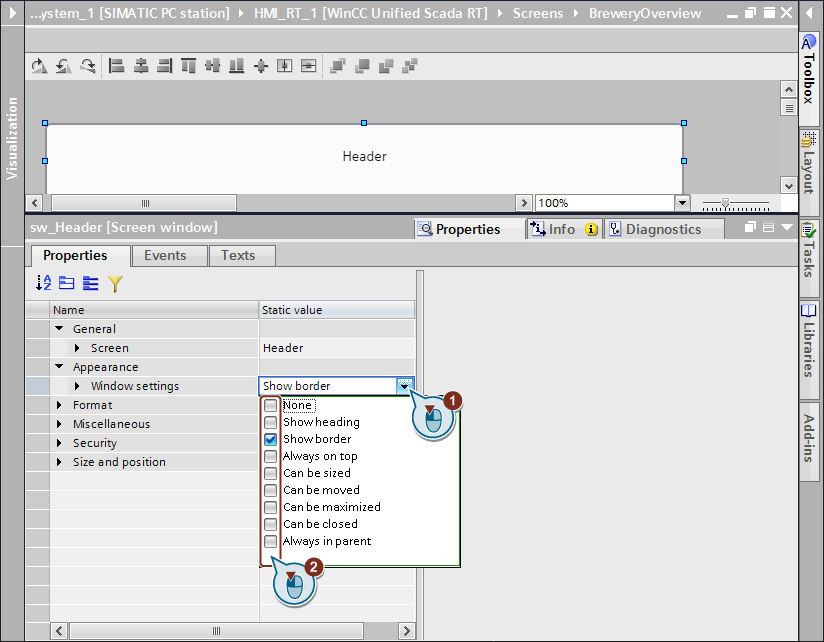 ...ystem_1 [SIMATIC PC station] HMI_RT_1 [WinCC Unified Scada RT] Screens BreweryOverview
Visualization
Header
100%
Toolbox
Layout
Tasks
Libraries
Add-ins
sw_Header [Screen window]
Properties Info Diagnostics
Properties Events Texts
Name Static value
General
Screen Header
Appearance
Window settings Show border
1
Format
None
Miscellaneous
Show heading
Security
Show border
Size and position
Always on top
Can be sized
Can be moved
Can be maximized
Can be closed
Always in parent
2